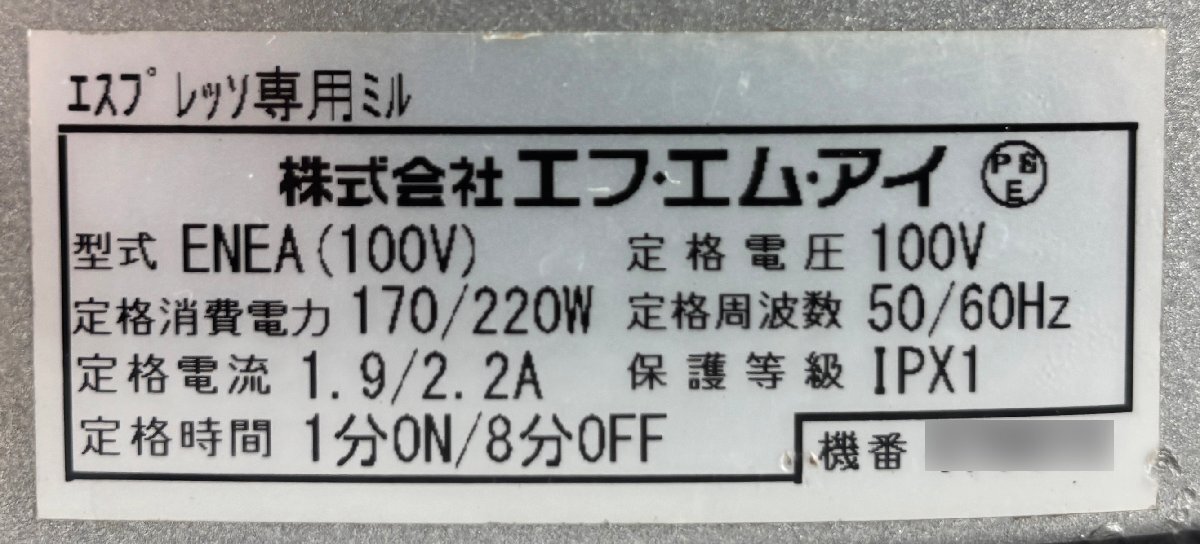 ｴｽﾌﾟﾚｯｿ専用ﾐﾙ
株式会社エフ・エム・アイ PSE
型式 ENEA(100V) 定格電圧 100V
定格消費電力 170/220W 定格周波数 50/60Hz
定格電流 1.9/2.2A 保護等級 IPX1
定格時間 1分ON/8分OFF 機番